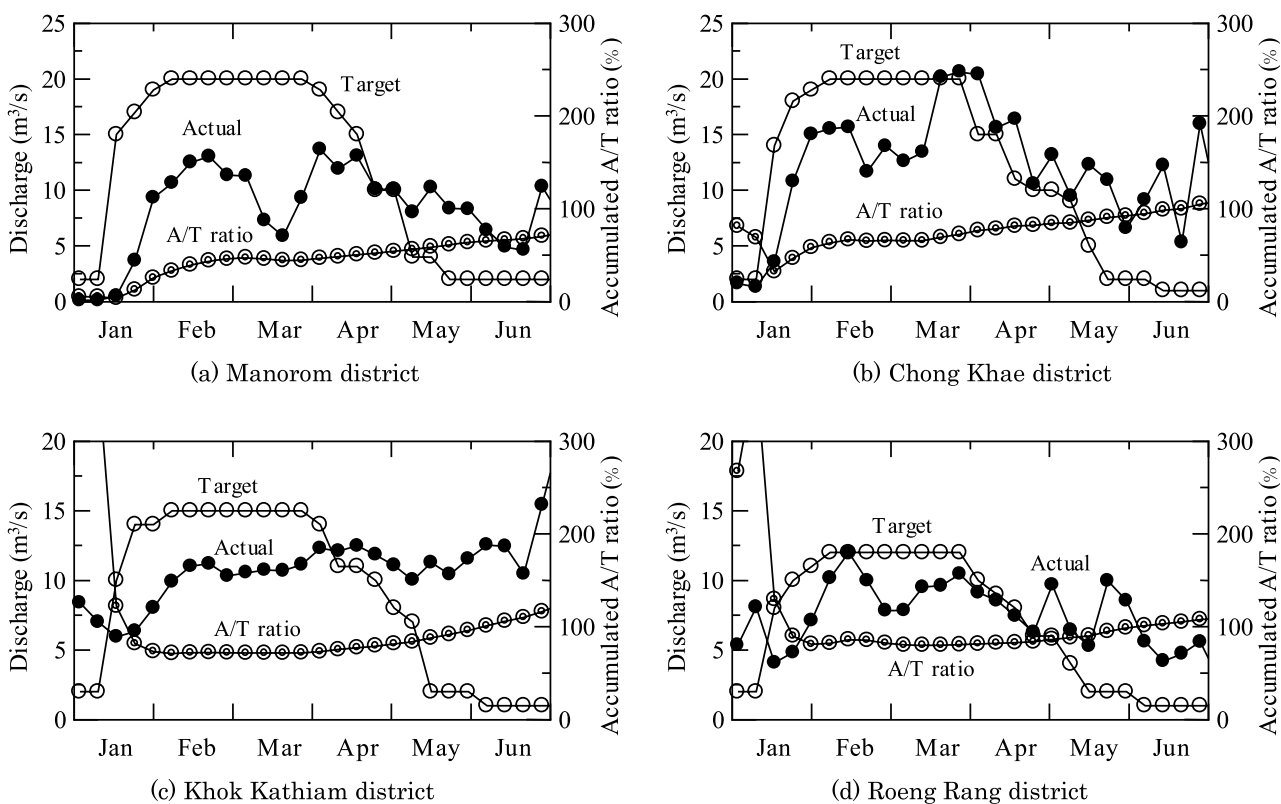 25
20
15
10
5
0
Discharge (m³/s)
Target
Actual
A/T ratio
300
200
100
0
Accumulated A/T ratio (%)
Jan Feb Mar Apr May Jun
(a) Manorom district
25
20
15
10
5
0
Discharge (m³/s)
Target
Actual
A/T ratio
300
200
100
0
Accumulated A/T ratio (%)
Jan Feb Mar Apr May Jun
(b) Chong Khae district
20
15
10
5
0
Discharge (m³/s)
Target
Actual
A/T ratio
300
200
100
0
Accumulated A/T ratio (%)
Jan Feb Mar Apr May Jun
(c) Khok Kathiam district
20
15
10
5
0
Discharge (m³/s)
Target
Actual
A/T ratio
300
200
100
0
Accumulated A/T ratio (%)
Jan Feb Mar Apr May Jun
(d) Roeng Rang district